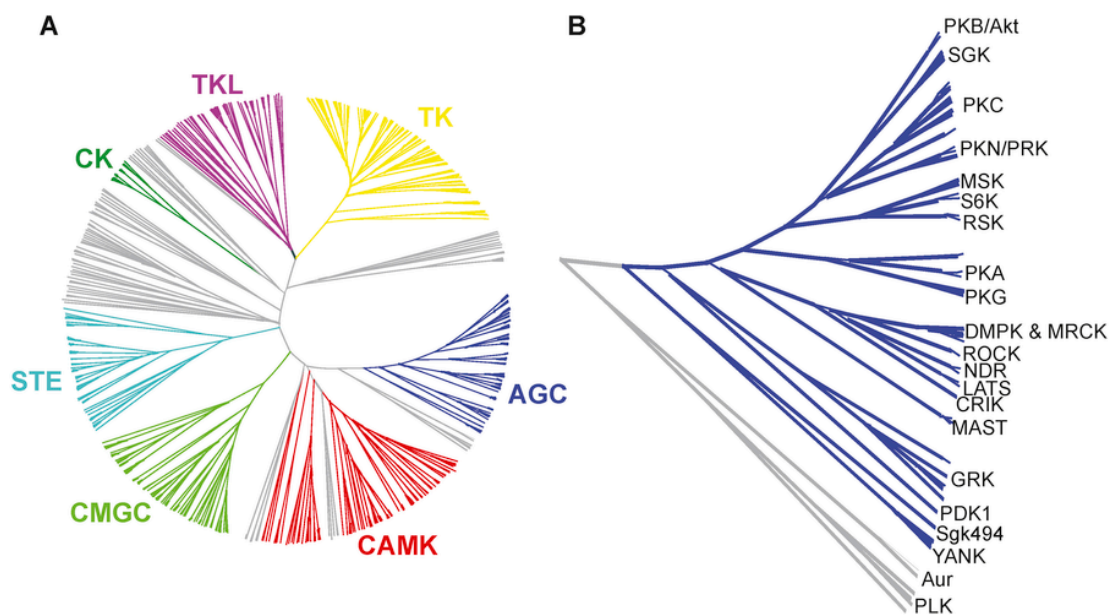 A
TKL
TK
CK
STE
AGC
CMGC
CAMK
B
PKB/Akt
SGK
PKC
PKN/PRK
MSK
S6K
RSK
PKA
PKG
DMPK & MRCK
ROCK
NDR
LATS
CRIK
MAST
GRK
PDK1
Sgk494
YANK
Aur
PLK